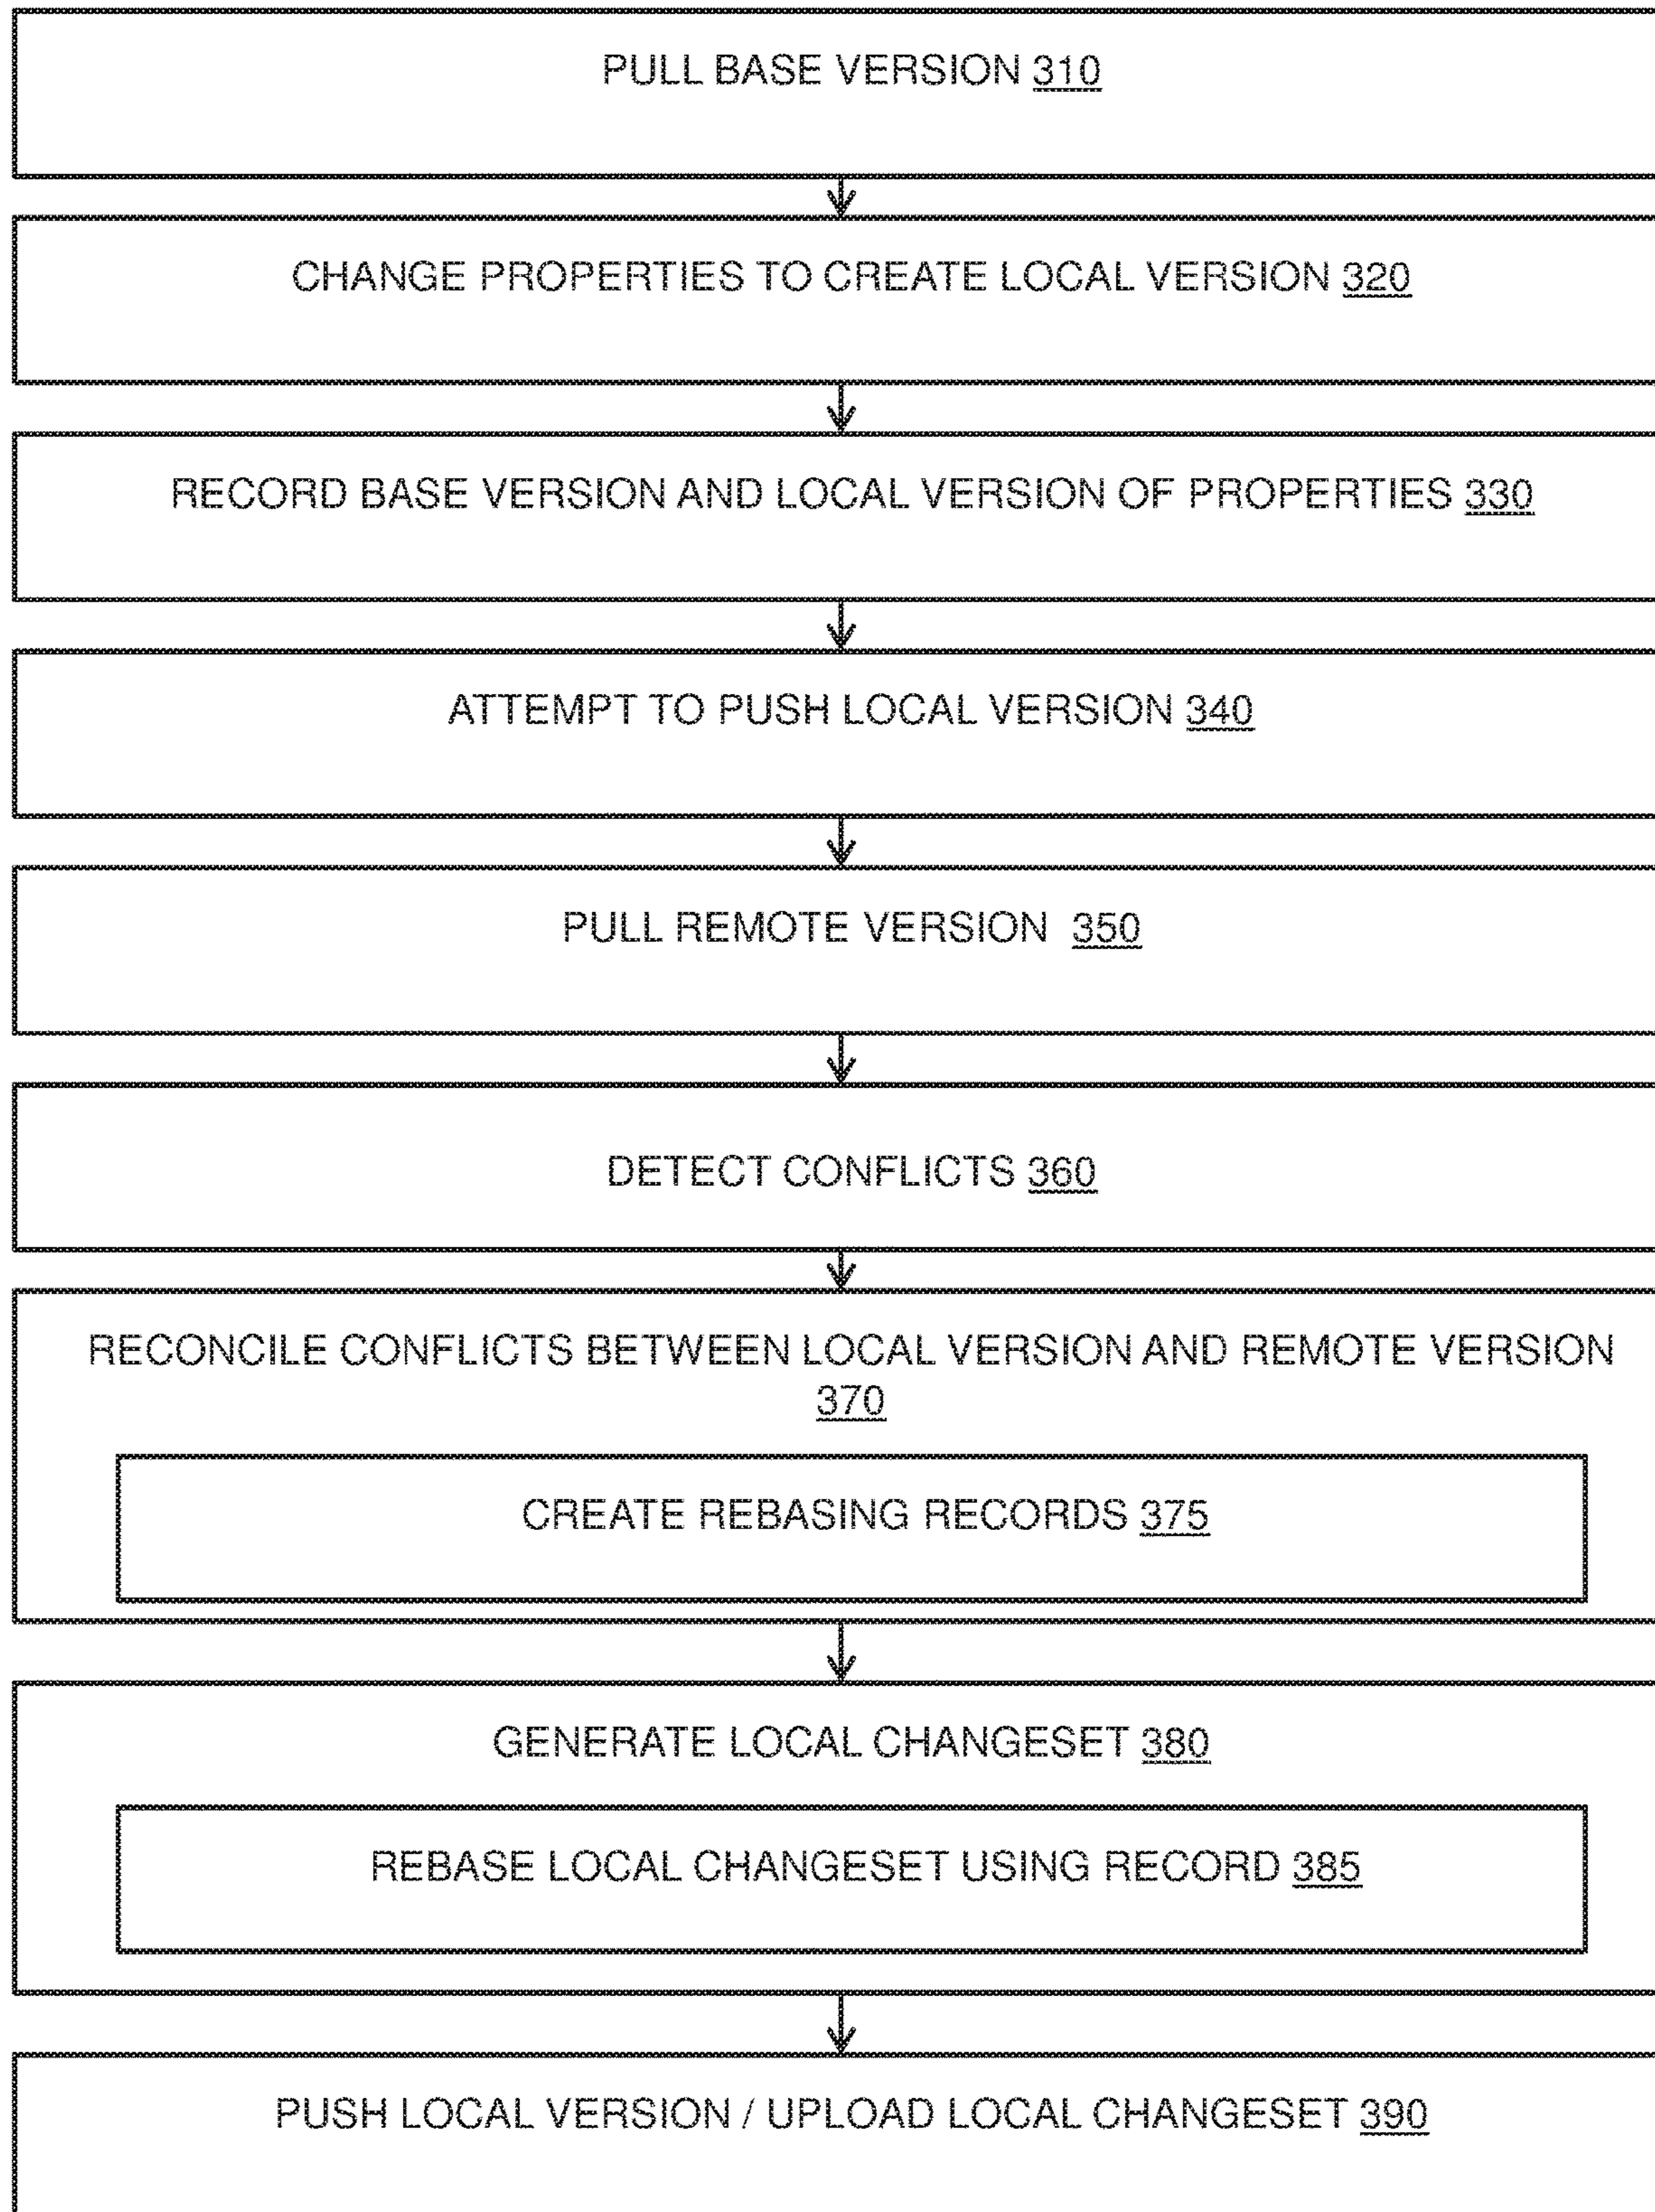 PULL BASE VERSION 310
CHANGE PROPERTIES TO CREATE LOCAL VERSION 320
RECORD BASE VERSION AND LOCAL VERSION OF PROPERTIES 330
ATTEMPT TO PUSH LOCAL VERSION 340
PULL REMOTE VERSION 350
DETECT CONFLICTS 360
RECONCILE CONFLICTS BETWEEN LOCAL VERSION AND REMOTE VERSION
370
CREATE REBASING RECORDS 375
GENERATE LOCAL CHANGESET 380
REBASE LOCAL CHANGESET USING RECORD 385
PUSH LOCAL VERSION / UPLOAD LOCAL CHANGESET 390